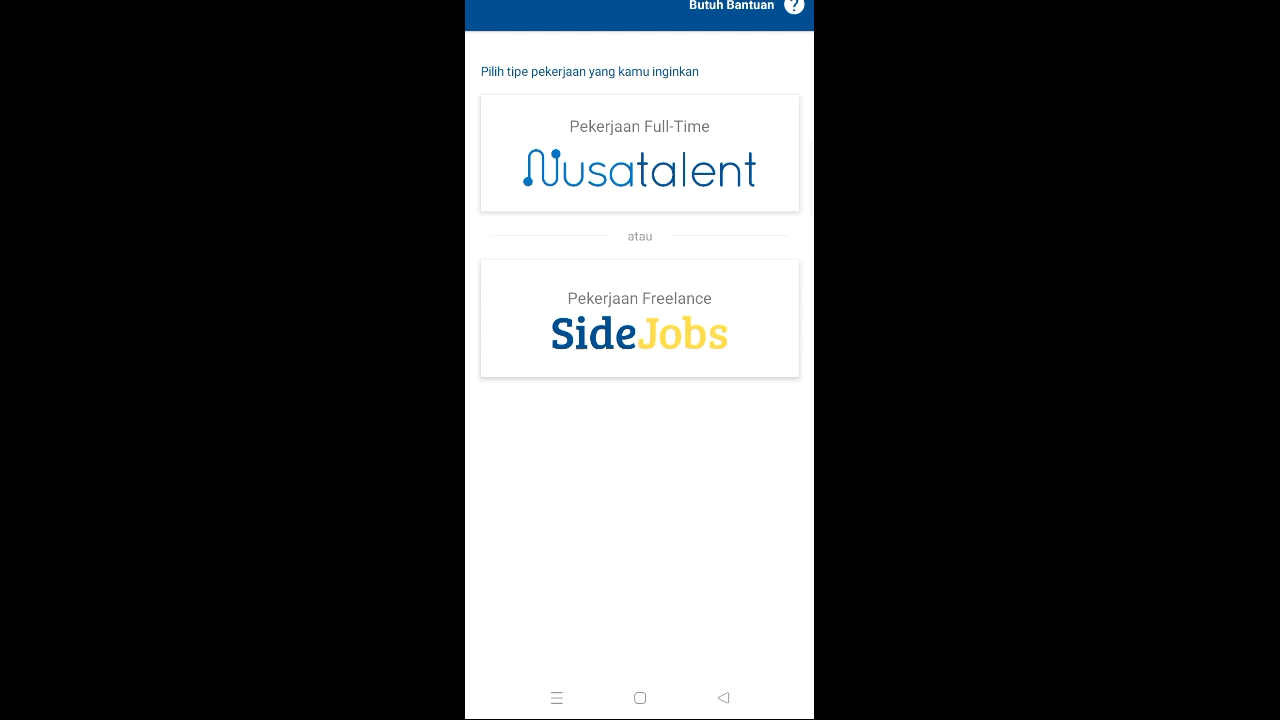 Butuh Bantuan ?
Pilih tipe pekerjaan yang kamu inginkan
Pekerjaan Full-Time
Nusatalent
atau
Pekerjaan Freelance
SideJobs